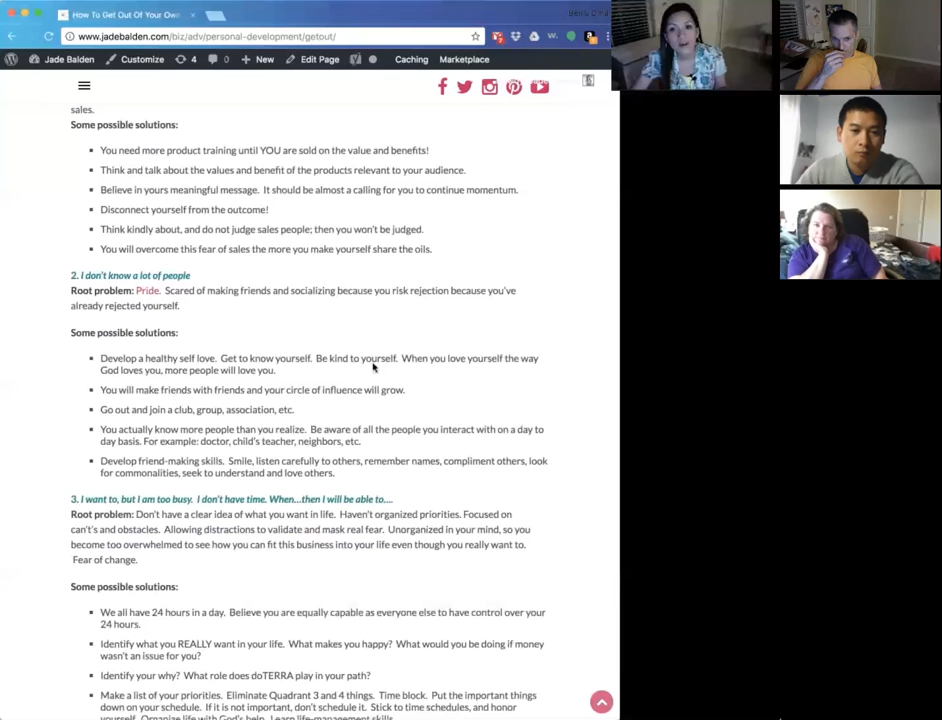 How To Get Out Of Your Own
www.jadebalden.com/biz/adv/personal-development/getout/
Jade Balden Customize 4 0 New Edit Page Caching Marketplace
sales.
Some possible solutions:
You need more product training until YOU are sold on the value and benefits!
Think and talk about the values and benefit of the products relevant to your audience.
Believe in yours meaningful message. It should be almost a calling for you to continue momentum.
Disconnect yourself from the outcome!
Think kindly about, and do not judge sales people; then you won't be judged.
You will overcome this fear of sales the more you make yourself share the oils.
2. I don't know a lot of people
Root problem: Pride. Scared of making friends and socializing because you risk rejection because you've
already rejected yourself.
Some possible solutions:
Develop a healthy self love. Get to know yourself. Be kind to yourself. When you love yourself the way
God loves you, more people will love you.
You will make friends with friends and your circle of influence will grow.
Go out and join a club, group, association, etc.
You actually know more people than you realize. Be aware of all the people you interact with on a day to
day basis. For example: doctor, child's teacher, neighbors, etc.
Develop friend-making skills. Smile, listen carefully to others, remember names, compliment others, look
for commonalities, seek to understand and love others.
3. I want to, but I am too busy. I don't have time. When...then I will be able to....
Root problem: Don't have a clear idea of what you want in life. Haven't organized priorities. Focused on
can't's and obstacles. Allowing distractions to validate and mask real fear. Unorganized in your mind, so you
become too overwhelmed to see how you can fit this business into your life even though you really want to.
Fear of change.
Some possible solutions:
We all have 24 hours in a day. Believe you are equally capable as everyone else to have control over your
24 hours.
Identify what you REALLY want in your life. What makes you happy? What would you be doing if money
wasn't an issue for you?
Identify your why? What role does doTERRA play in your path?
Make a list of your priorities. Eliminate Quadrant 3 and 4 things. Time block. Put the important things
down on your schedule. If it is not important, don't schedule it. Stick to time schedules, and honor
yourself. Organize life with God's help. Learn life-management skills.